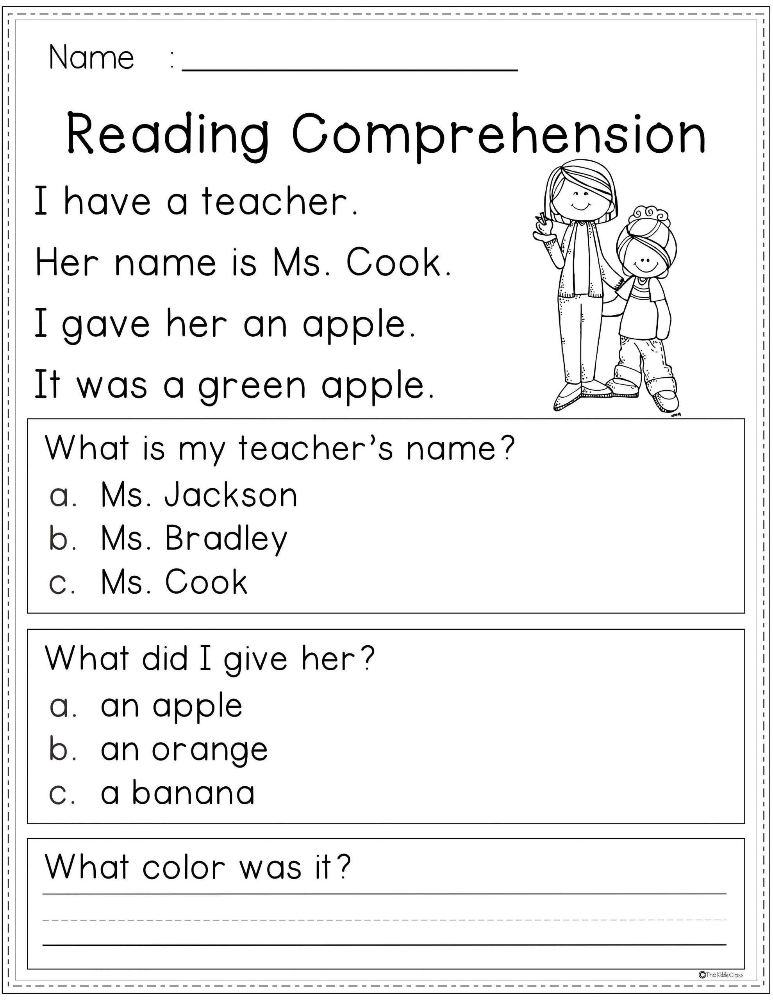 Name :
Reading Comprehension
I have a teacher.
Her name is Ms. Cook.
I gave her an apple.
It was a green apple.
What is my teacher's name?
a. Ms. Jackson
b. Ms. Bradley
c. Ms. Cook
What did I give her?
a. an apple
b. an orange
c. a banana
What color was it?
©The Kiddie Class